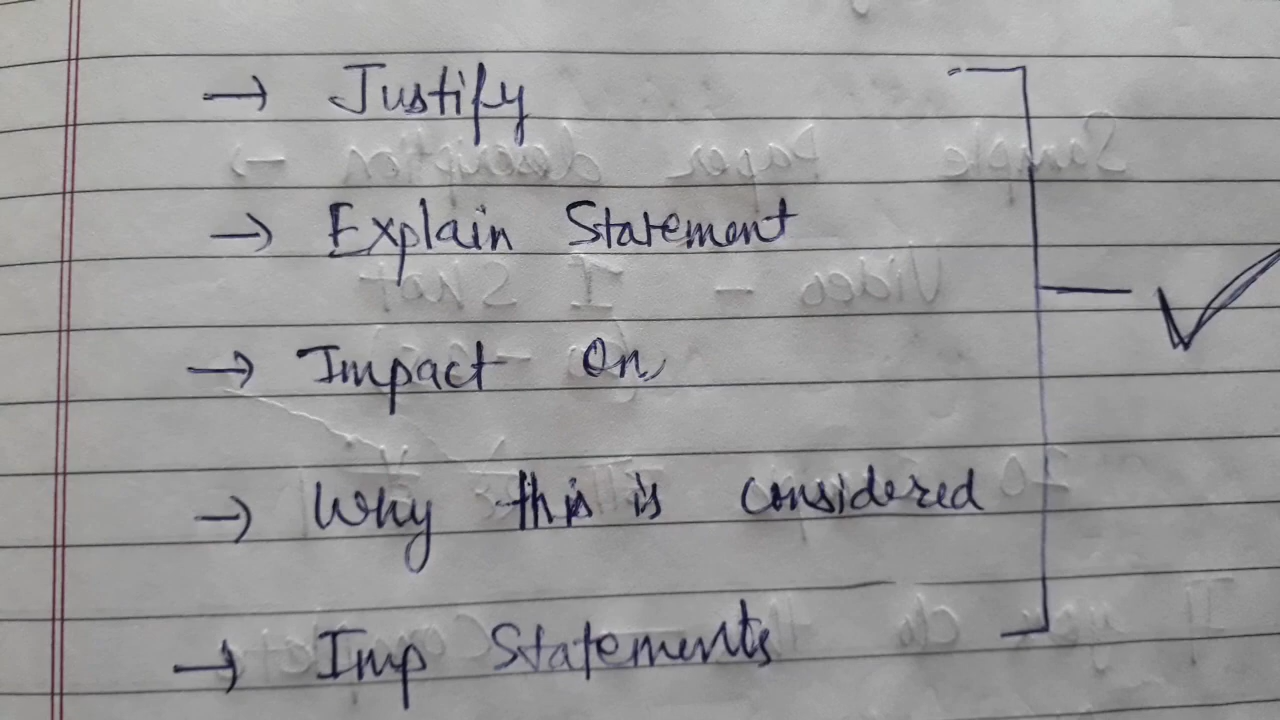 → Justify
→ Explain Statement
→ Impact On
→ Why this is considered
→ Imp Statements